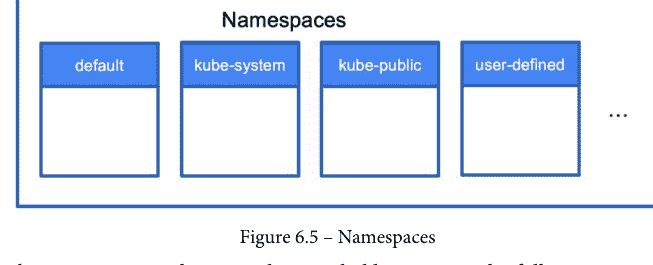 Namespaces
default
kube-system
kube-public
user-defined
...
Figure 6.5 – Namespaces